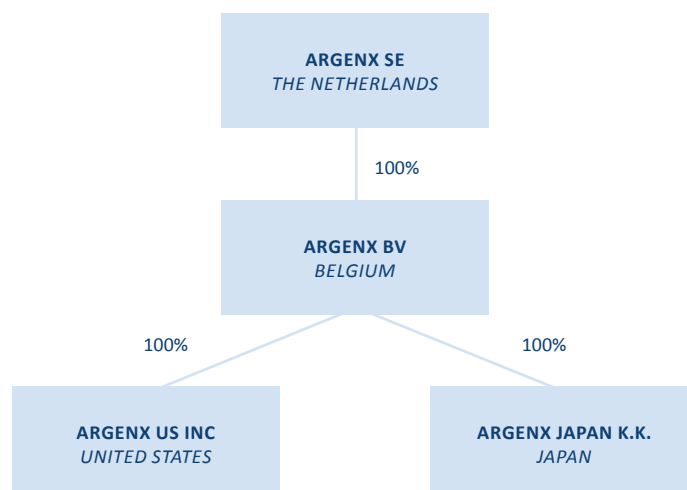 ARGENX SE
THE NETHERLANDS
100%
ARGENX BV
BELGIUM
100%
100%
ARGENX US INC
UNITED STATES
ARGENX JAPAN K.K.
JAPAN